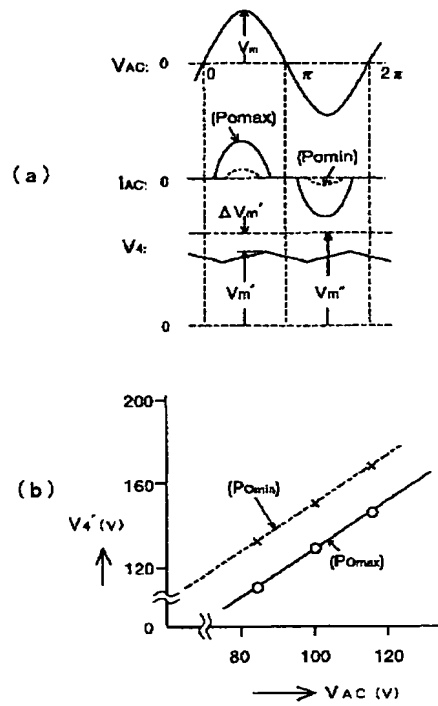 (a)
VAC: 0
Vm
0 π 2π
(Pomax)
(Pomin)
IAC: 0
ΔVm'
V4:
Vm' Vm"
0
(b)
200
160
120
0
V4' (V)
(Pomin)
(Pomax)
80 100 120
VAC (V)